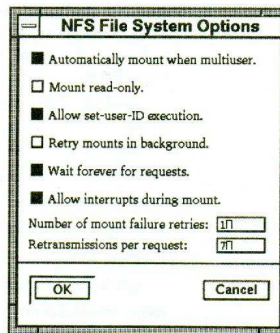 NFS File System Options
Automatically mount when multiuser.
Mount read-only.
Allow set-user-ID execution.
Retry mounts in background.
Wait forever for requests.
Allow interrupts during mount.
Number of mount failure retries: 1
Retransmissions per request: 7
OK Cancel